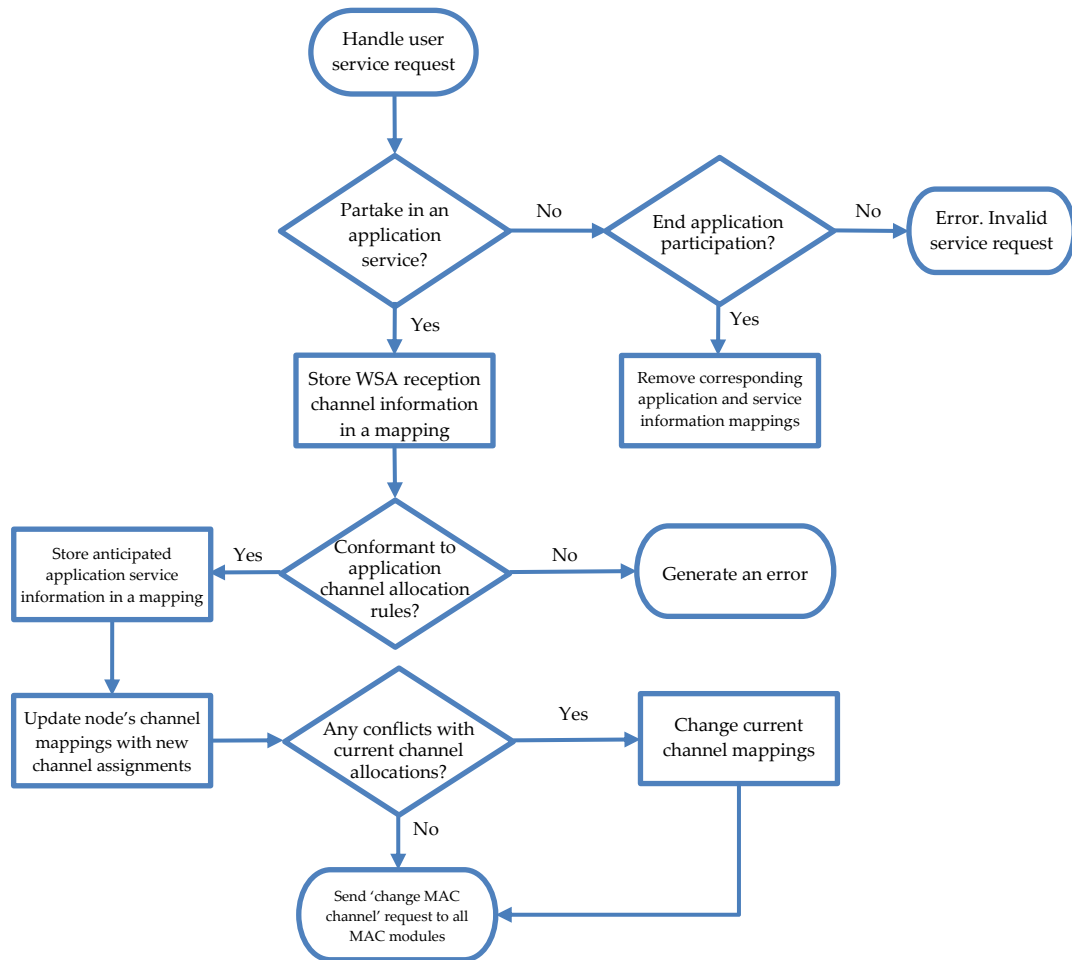 Handle user
service request
Partake in an
application
service?
No
End application
participation?
No
Error. Invalid
service request
Yes
Yes
Store WSA reception
channel information
in a mapping
Remove corresponding
application and service
information mappings
Store anticipated
application service
information in a mapping
Yes
Conformant to
application
channel allocation
rules?
No
Generate an error
Update node’s channel
mappings with new
channel assignments
Any conflicts with
current channel
allocations?
Yes
Change current
channel mappings
No
Send ‘change MAC
channel’ request to all
MAC modules